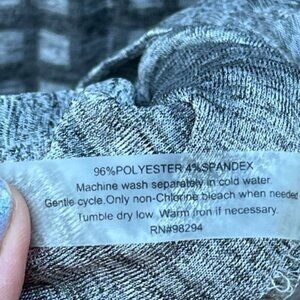 96%POLYESTER 4%SPANDEX
Machine wash separately in cold water.
Gentle cycle.Only non-Chlorine bleach when needed
Tumble dry low. Warm iron if necessary.
RN#98294